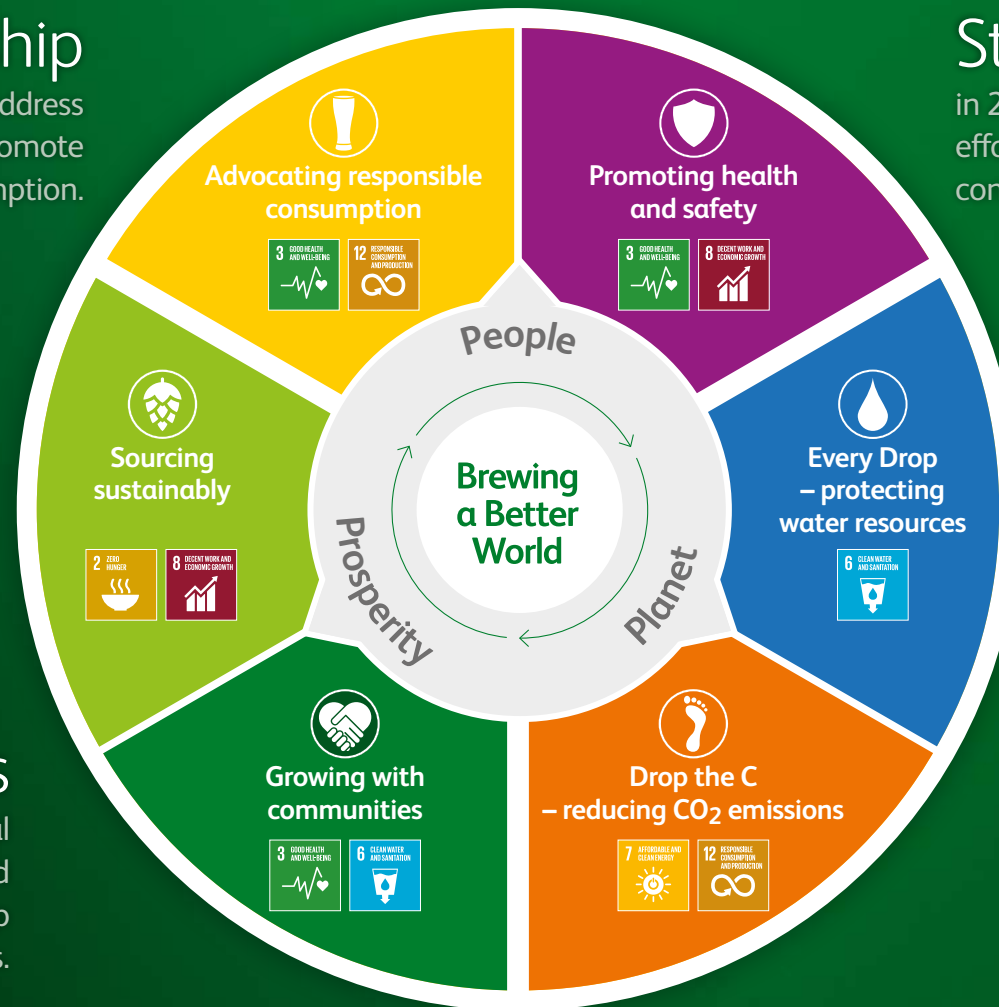 hip
ddress
omote
mption.
St
in 2
effo
con
Advocating responsible
consumption
3 GOOD HEALTH
AND WELL-BEING
12 RESPONSIBLE
CONSUMPTION
AND PRODUCTION
Promoting health
and safety
3 GOOD HEALTH
AND WELL-BEING
8 DECENT WORK AND
ECONOMIC GROWTH
People
Sourcing
sustainably
2 ZERO
HUNGER
8 DECENT WORK AND
ECONOMIC GROWTH
Brewing
a Better
World
Every Drop
– protecting
water resources
6 CLEAN WATER
AND SANITATION
Prosperity
Planet
Growing with
communities
3 GOOD HEALTH
AND WELL-BEING
6 CLEAN WATER
AND SANITATION
Drop the C
– reducing CO2 emissions
7 AFFORDABLE AND
CLEAN ENERGY
12 RESPONSIBLE
CONSUMPTION
AND PRODUCTION
s
l
d
s.